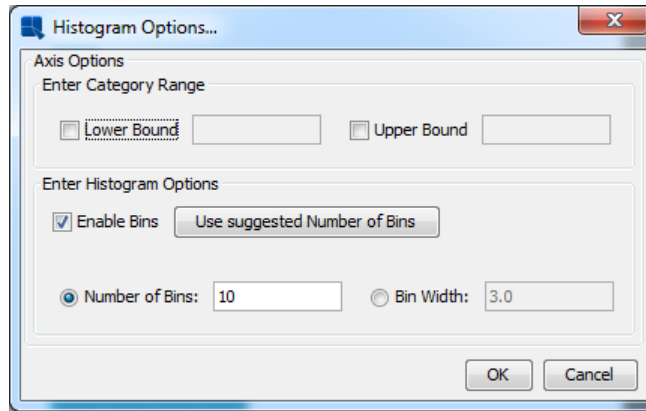 Histogram Options...
Axis Options
Enter Category Range
Lower Bound Upper Bound
Enter Histogram Options
Enable Bins Use suggested Number of Bins
Number of Bins: 10 Bin Width: 3.0
OK Cancel